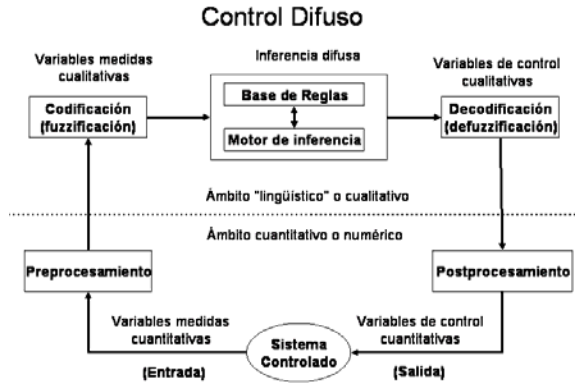 Control Difuso
Variables medidas
cualitativas
Inferencia difusa
Variables de control
cualitativas
Codificación
(fuzzificación)
Base de Reglas
Motor de inferencia
Decodificación
(defuzzificación)
Ámbito "lingüístico" o cualitativo
Ámbito cuantitativo o numérico
Preprocesamiento
Postprocesamiento
Variables medidas
cuantitativas
Sistema
Controlado
Variables de control
cuantitativas
(Entrada)
(Salida)